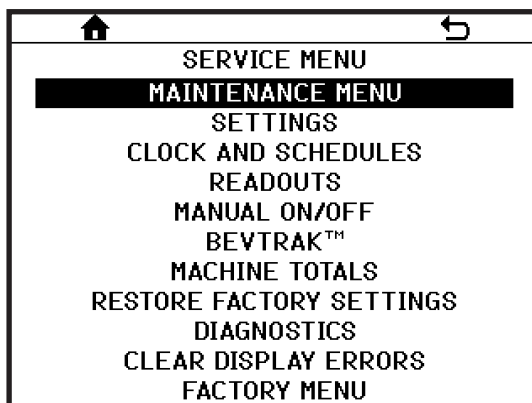 SERVICE MENU
MAINTENANCE MENU
SETTINGS
CLOCK AND SCHEDULES
READOUTS
MANUAL ON/OFF
BEVTRAK™
MACHINE TOTALS
RESTORE FACTORY SETTINGS
DIAGNOSTICS
CLEAR DISPLAY ERRORS
FACTORY MENU